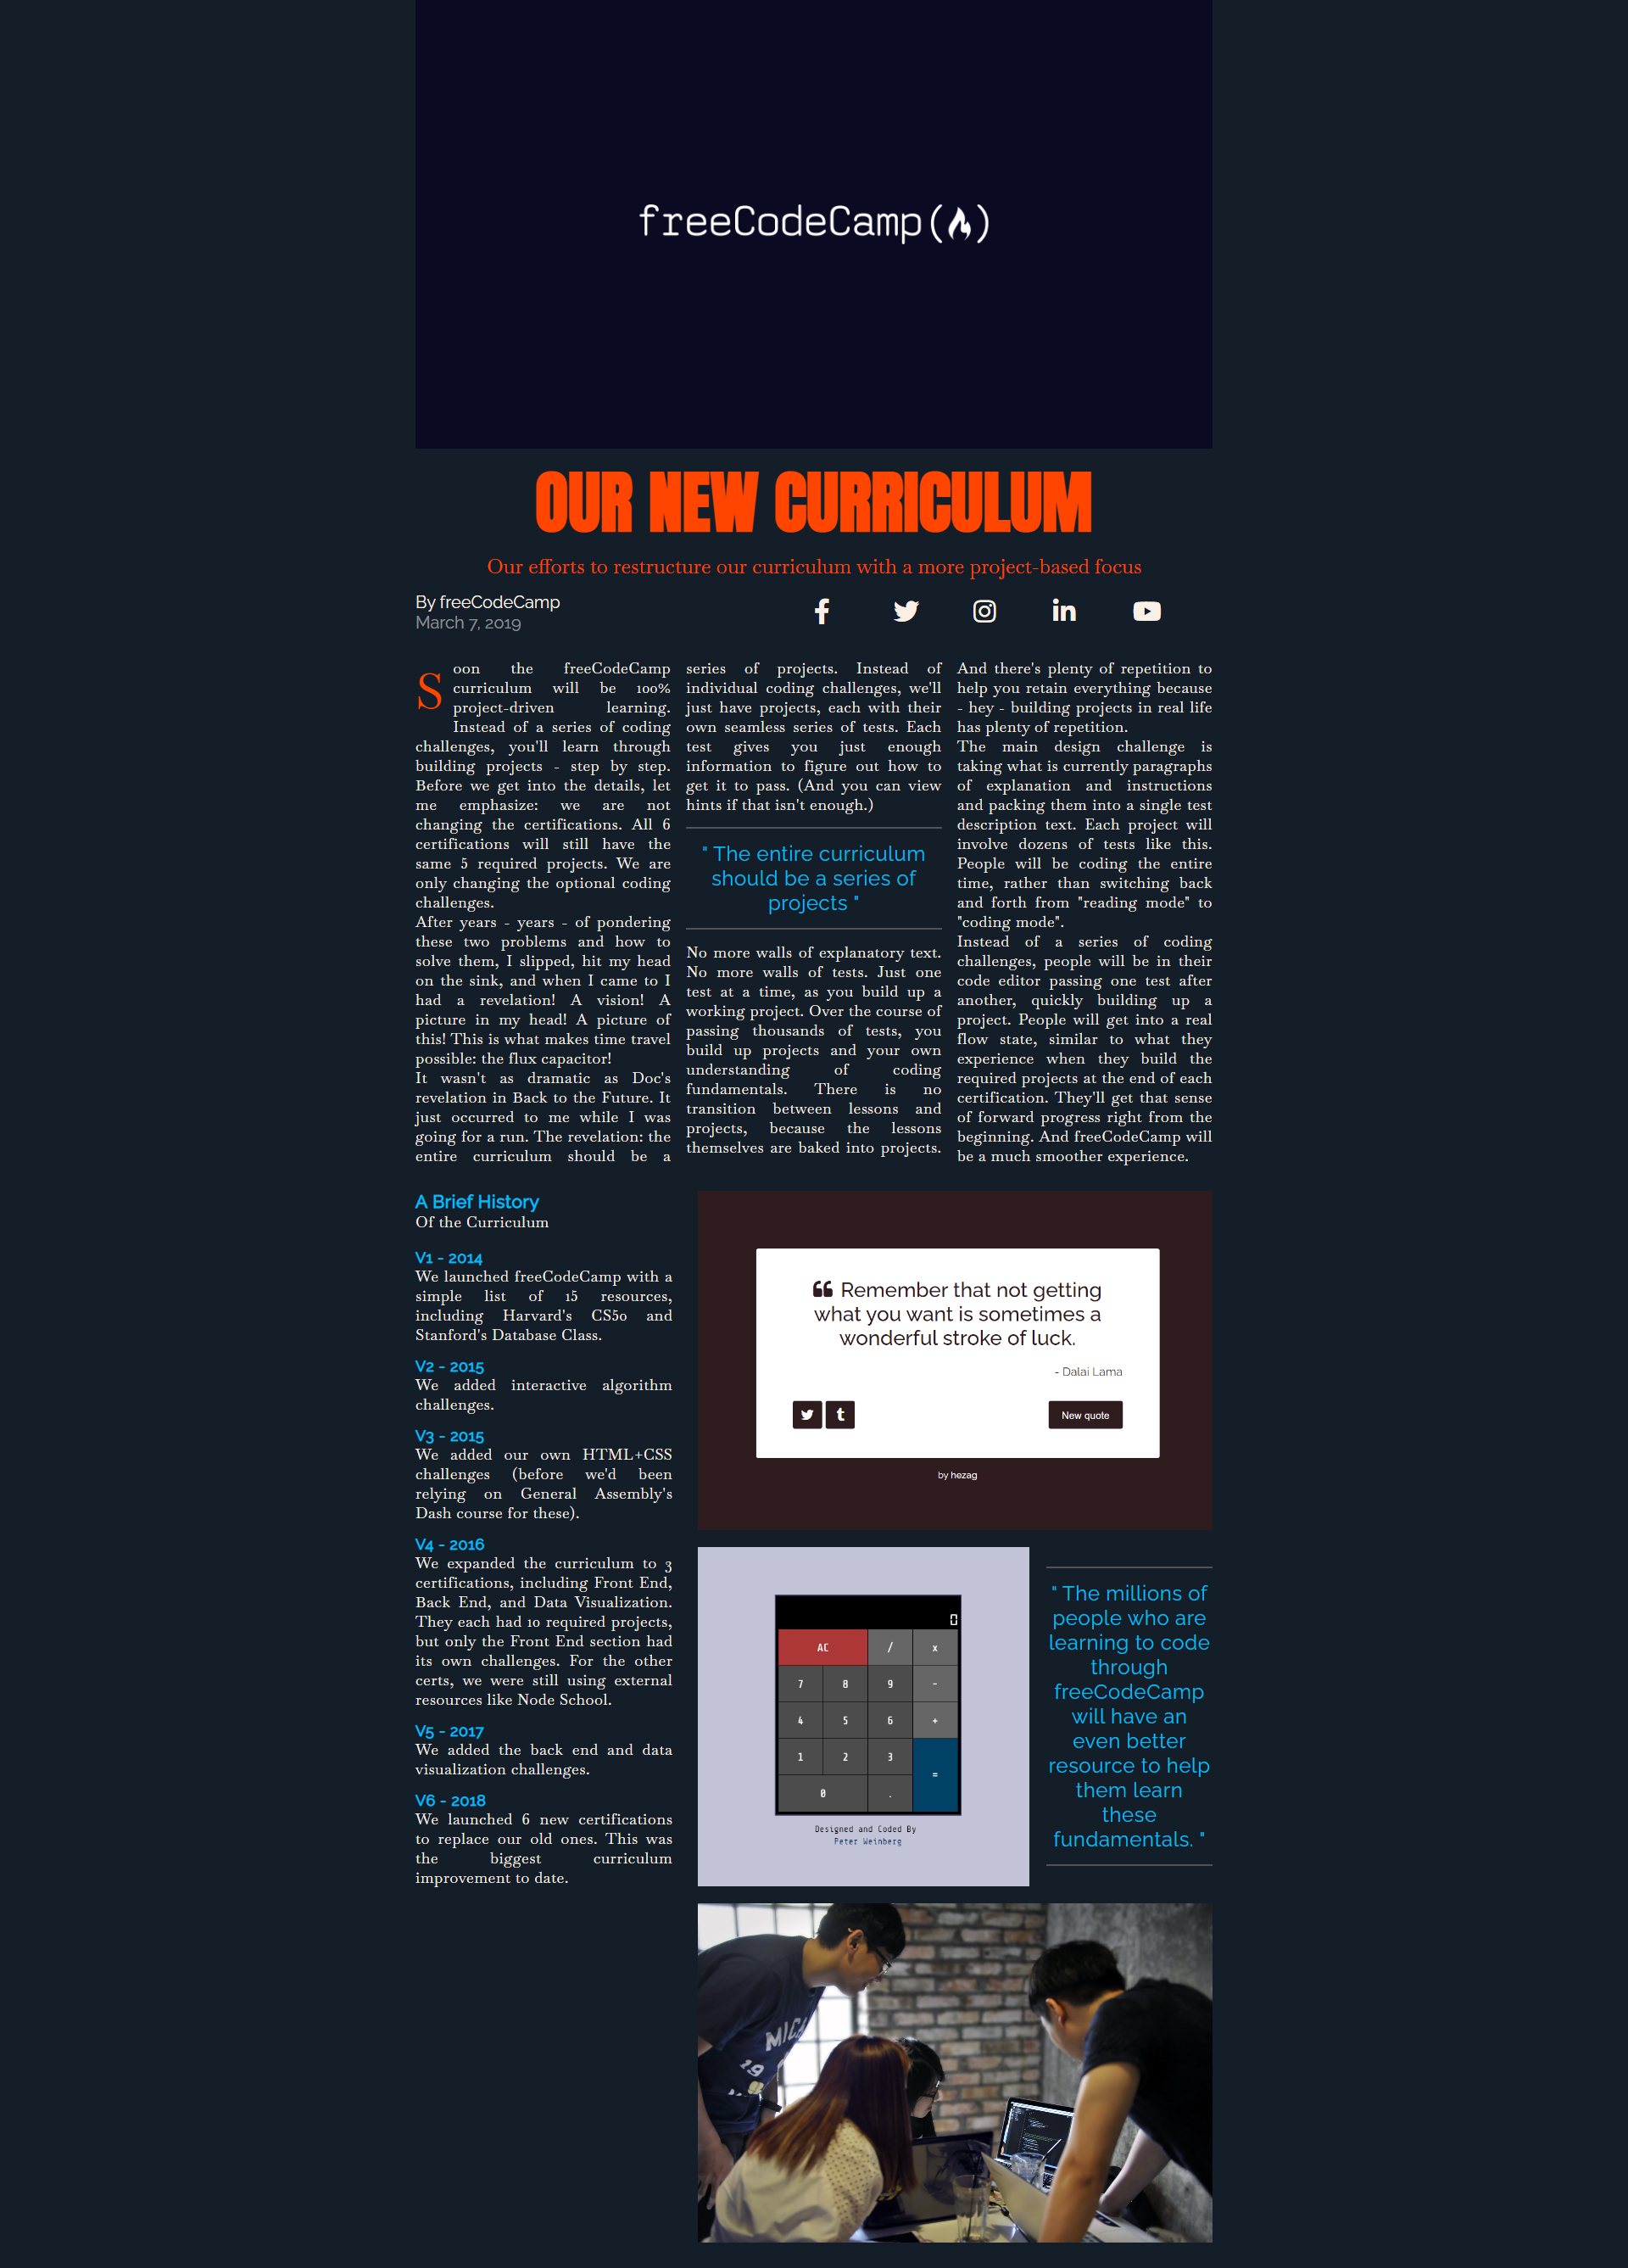 freeCodeCamp(🔥)
OUR NEW CURRICULUM
Our efforts to restructure our curriculum with a more project-based focus
By freeCodeCamp
March 7, 2019
Soon the freeCodeCamp
curriculum will be 100%
project-driven learning.
Instead of a series of coding
challenges, you'll learn through
building projects - step by step.
Before we get into the details, let
me emphasize: we are not
changing the certifications. All 6
certifications will still have the
same 5 required projects. We are
only changing the optional coding
challenges.
After years - years - of pondering
these two problems and how to
solve them, I slipped, hit my head
on the sink, and when I came to I
had a revelation! A vision! A
picture in my head! A picture of
this! This is what makes time travel
possible: the flux capacitor!
It wasn't as dramatic as Doc's
revelation in Back to the Future. It
just occurred to me while I was
going for a run. The revelation: the
entire curriculum should be a
series of projects. Instead of
individual coding challenges, we'll
just have projects, each with their
own seamless series of tests. Each
test gives you just enough
information to figure out how to
get it to pass. (And you can view
hints if that isn't enough.)
" The entire curriculum
should be a series of
projects "
No more walls of explanatory text.
No more walls of tests. Just one
test at a time, as you build up a
working project. Over the course of
passing thousands of tests, you
build up projects and your own
understanding of coding
fundamentals. There is no
transition between lessons and
projects, because the lessons
themselves are baked into projects.
And there's plenty of repetition to
help you retain everything because
- hey - building projects in real life
has plenty of repetition.
The main design challenge is
taking what is currently paragraphs
of explanation and instructions
and packing them into a single test
description text. Each project will
involve dozens of tests like this.
People will be coding the entire
time, rather than switching back
and forth from "reading mode" to
"coding mode".
Instead of a series of coding
challenges, people will be in their
code editor passing one test after
another, quickly building up a
project. People will get into a real
flow state, similar to what they
experience when they build the
required projects at the end of each
certification. They'll get that sense
of forward progress right from the
beginning. And freeCodeCamp will
be a much smoother experience.
A Brief History
Of the Curriculum
V1 - 2014
We launched freeCodeCamp with a
simple list of 15 resources,
including Harvard's CS50 and
Stanford's Database Class.
V2 - 2015
We added interactive algorithm
challenges.
V3 - 2015
We added our own HTML+CSS
challenges (before we'd been
relying on General Assembly's
Dash course for these).
V4 - 2016
We expanded the curriculum to 3
certifications, including Front End,
Back End, and Data Visualization.
They each had 10 required projects,
but only the Front End section had
its own challenges. For the other
certs, we were still using external
resources like Node School.
V5 - 2017
We added the back end and data
visualization challenges.
V6 - 2018
We launched 6 new certifications
to replace our old ones. This was
the biggest curriculum
improvement to date.
❝ Remember that not getting
what you want is sometimes a
wonderful stroke of luck.
- Dalai Lama
New quote
by hezag
0
AC / x
7 8 9 -
4 5 6 +
1 2 3 =
0 .
Designed and Coded By
Peter Weinberg
" The millions of
people who are
learning to code
through
freeCodeCamp
will have an
even better
resource to help
them learn
these
fundamentals. "
19